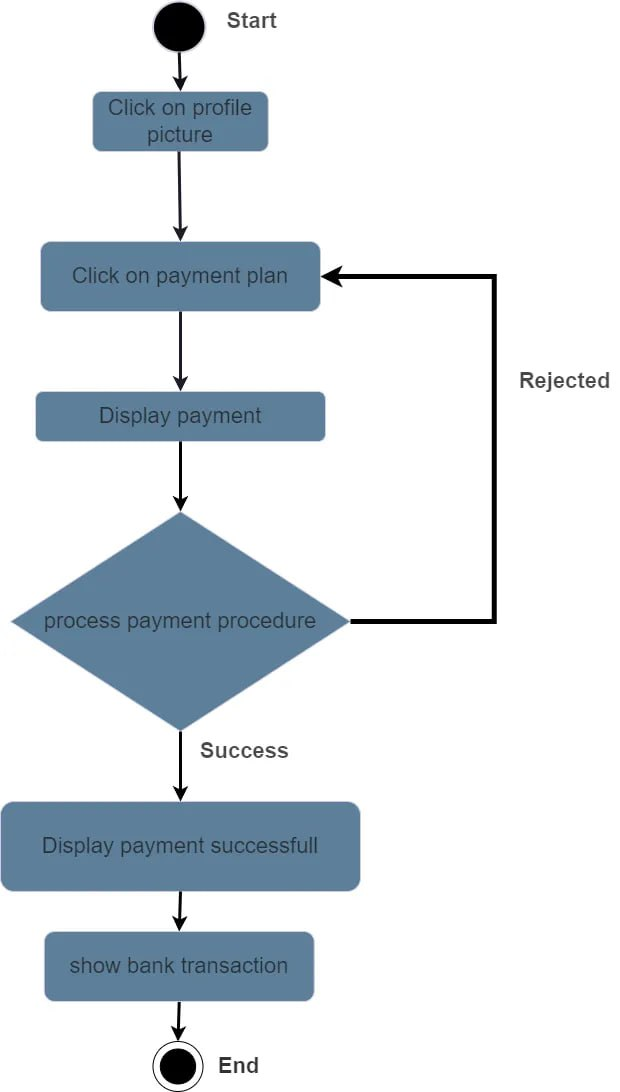 Start
Click on profile
picture
Click on payment plan
Rejected
Display payment
process payment procedure
Success
Display payment successfull
show bank transaction
End